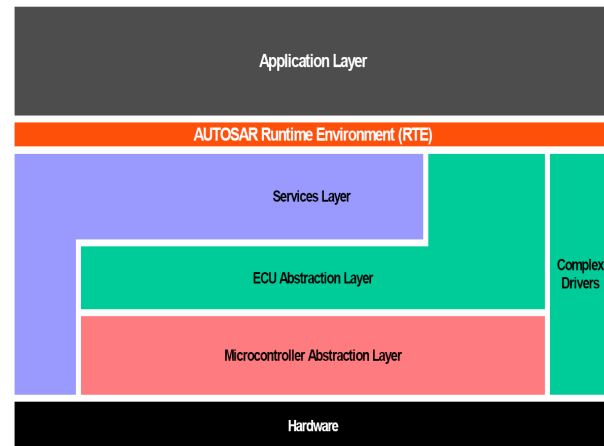 Application Layer
AUTOSAR Runtime Environment (RTE)
Services Layer
ECU Abstraction Layer
Complex
Drivers
Microcontroller Abstraction Layer
Hardware